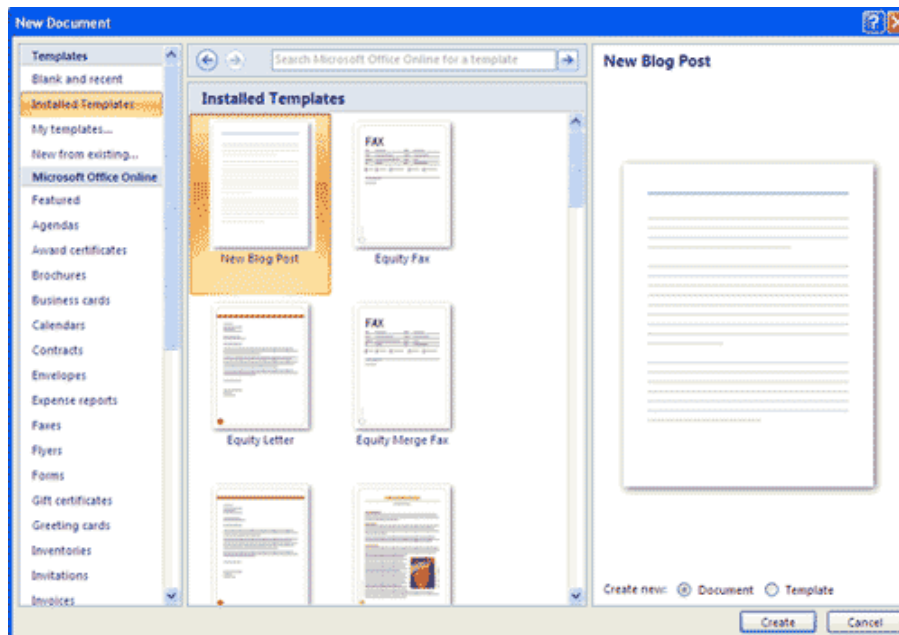 New Document
Templates
Blank and recent
Installed Templates
My templates...
New from existing...
Microsoft Office Online
Featured
Agendas
Award certificates
Brochures
Business cards
Calendars
Contracts
Envelopes
Expense reports
Faxes
Flyers
Forms
Gift certificates
Greeting cards
Inventories
Invitations
Invoices
Search Microsoft Office Online for a template
Installed Templates
New Blog Post
FAX
Equity Fax
Equity Letter
FAX
Equity Merge Fax
New Blog Post
Create new: Document Template
Create Cancel